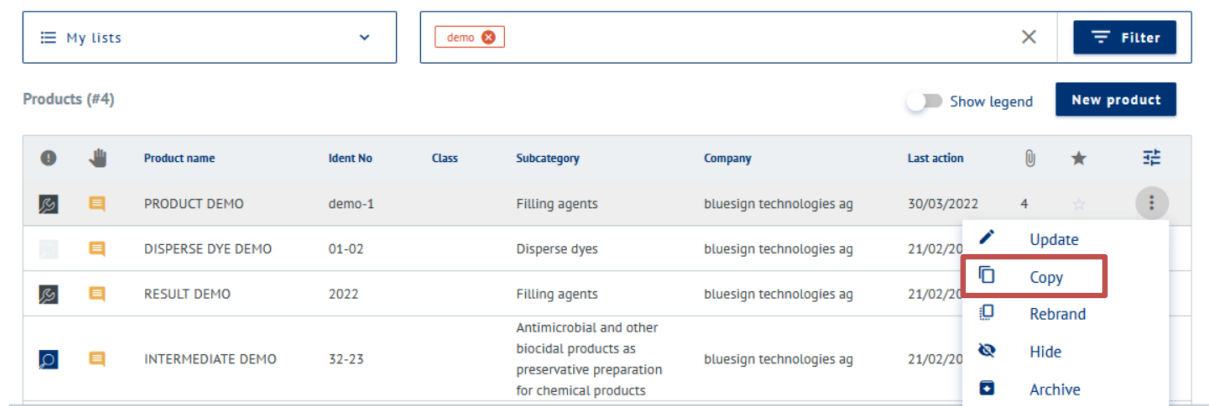 My lists
demo
Filter
Products (#4)
Show legend
New product
Product name Ident No Class Subcategory Company Last action
PRODUCT DEMO demo-1 Filling agents bluesign technologies ag 30/03/2022 4
Update
DISPERSE DYE DEMO 01-02 Disperse dyes bluesign technologies ag 21/02/20
Copy
RESULT DEMO 2022 Filling agents bluesign technologies ag 21/02/20
Rebrand
Antimicrobial and other
biocidal products as
INTERMEDIATE DEMO 32-23 bluesign technologies ag 21/02/20
Hide
preservative preparation
for chemical products
Archive